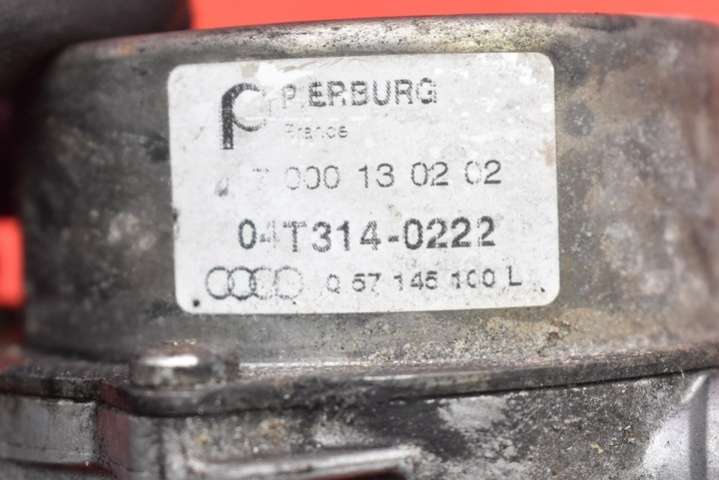 PIERBURG
France
7 000 13 02 02
04T314-0222
057 145 100 L